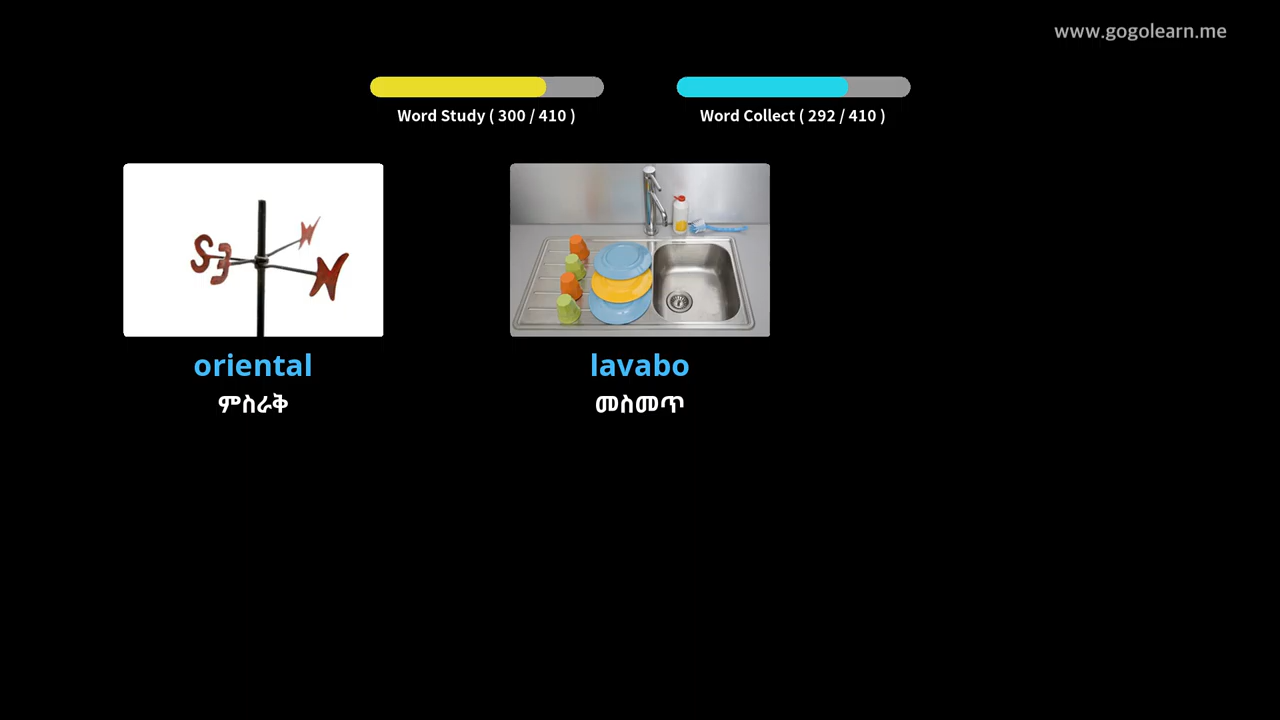 www.gogolearn.me
Word Study ( 300 / 410 )
Word Collect ( 292 / 410 )
oriental
ምስራቅ
lavabo
መስመጥ